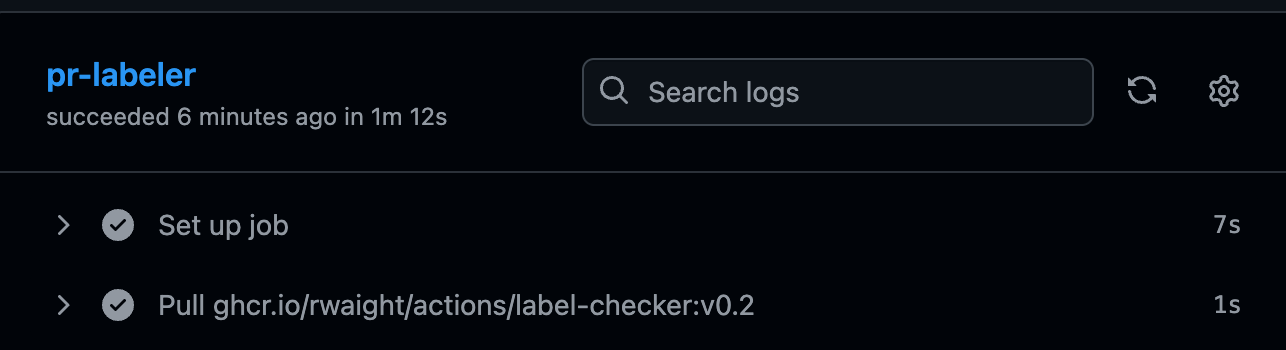 pr-labeler
succeeded 6 minutes ago in 1m 12s
Search logs
Set up job 7s
Pull ghcr.io/rwaight/actions/label-checker:v0.2 1s